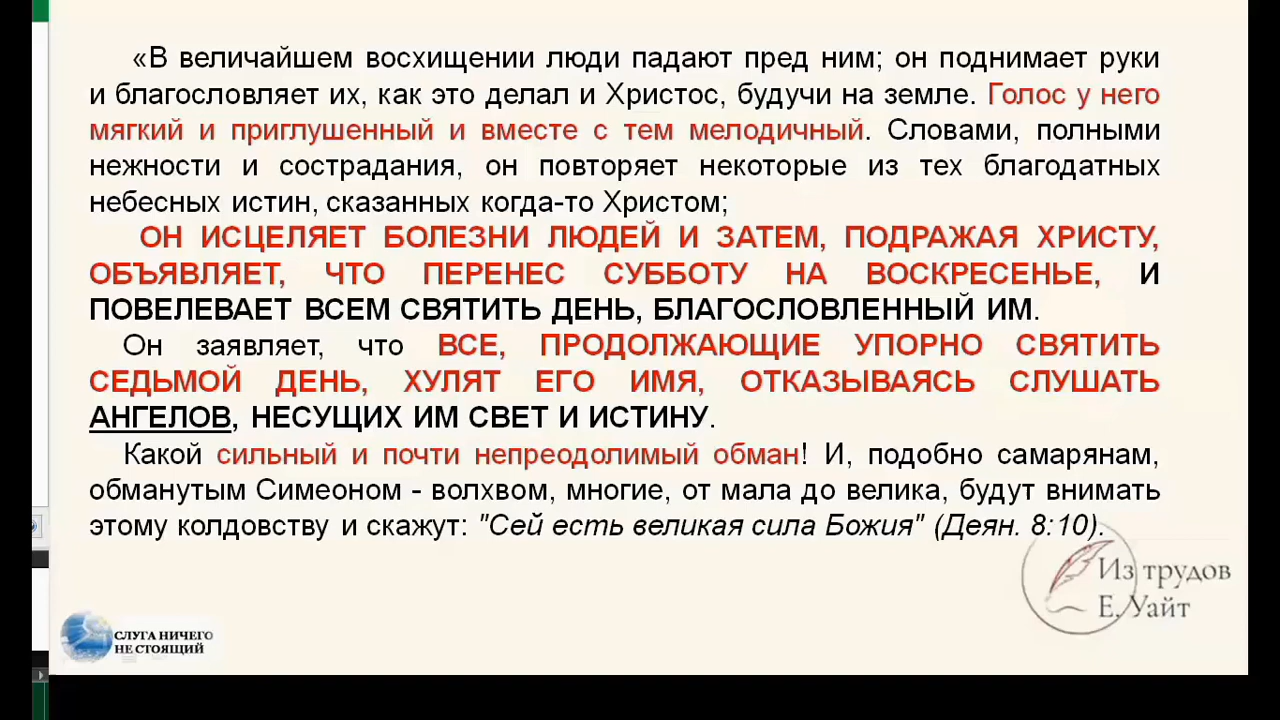 «В величайшем восхищении люди падают пред ним; он поднимает руки
и благословляет их, как это делал и Христос, будучи на земле. Голос у него
мягкий и приглушенный и вместе с тем мелодичный. Словами, полными
нежности и сострадания, он повторяет некоторые из тех благодатных
небесных истин, сказанных когда-то Христом;
ОН ИСЦЕЛЯЕТ БОЛЕЗНИ ЛЮДЕЙ И ЗАТЕМ, ПОДРАЖАЯ ХРИСТУ,
ОБЪЯВЛЯЕТ, ЧТО ПЕРЕНЕС СУББОТУ НА ВОСКРЕСЕНЬЕ, И
ПОВЕЛЕВАЕТ ВСЕМ СВЯТИТЬ ДЕНЬ, БЛАГОСЛОВЛЕННЫЙ ИМ.
Он заявляет, что ВСЕ, ПРОДОЛЖАЮЩИЕ УПОРНО СВЯТИТЬ
СЕДЬМОЙ ДЕНЬ, ХУЛЯТ ЕГО ИМЯ, ОТКАЗЫВАЯСЬ СЛУШАТЬ
АНГЕЛОВ, НЕСУЩИХ ИМ СВЕТ И ИСТИНУ.
Какой сильный и почти непреодолимый обман! И, подобно самарянам,
обманутым Симеоном - волхвом, многие, от мала до велика, будут внимать
этому колдовству и скажут: "Сей есть великая сила Божия" (Деян. 8:10).
Из трудов
Е. Уайт
СЛУГА НИЧЕГО
НЕ СТОЯЩИЙ